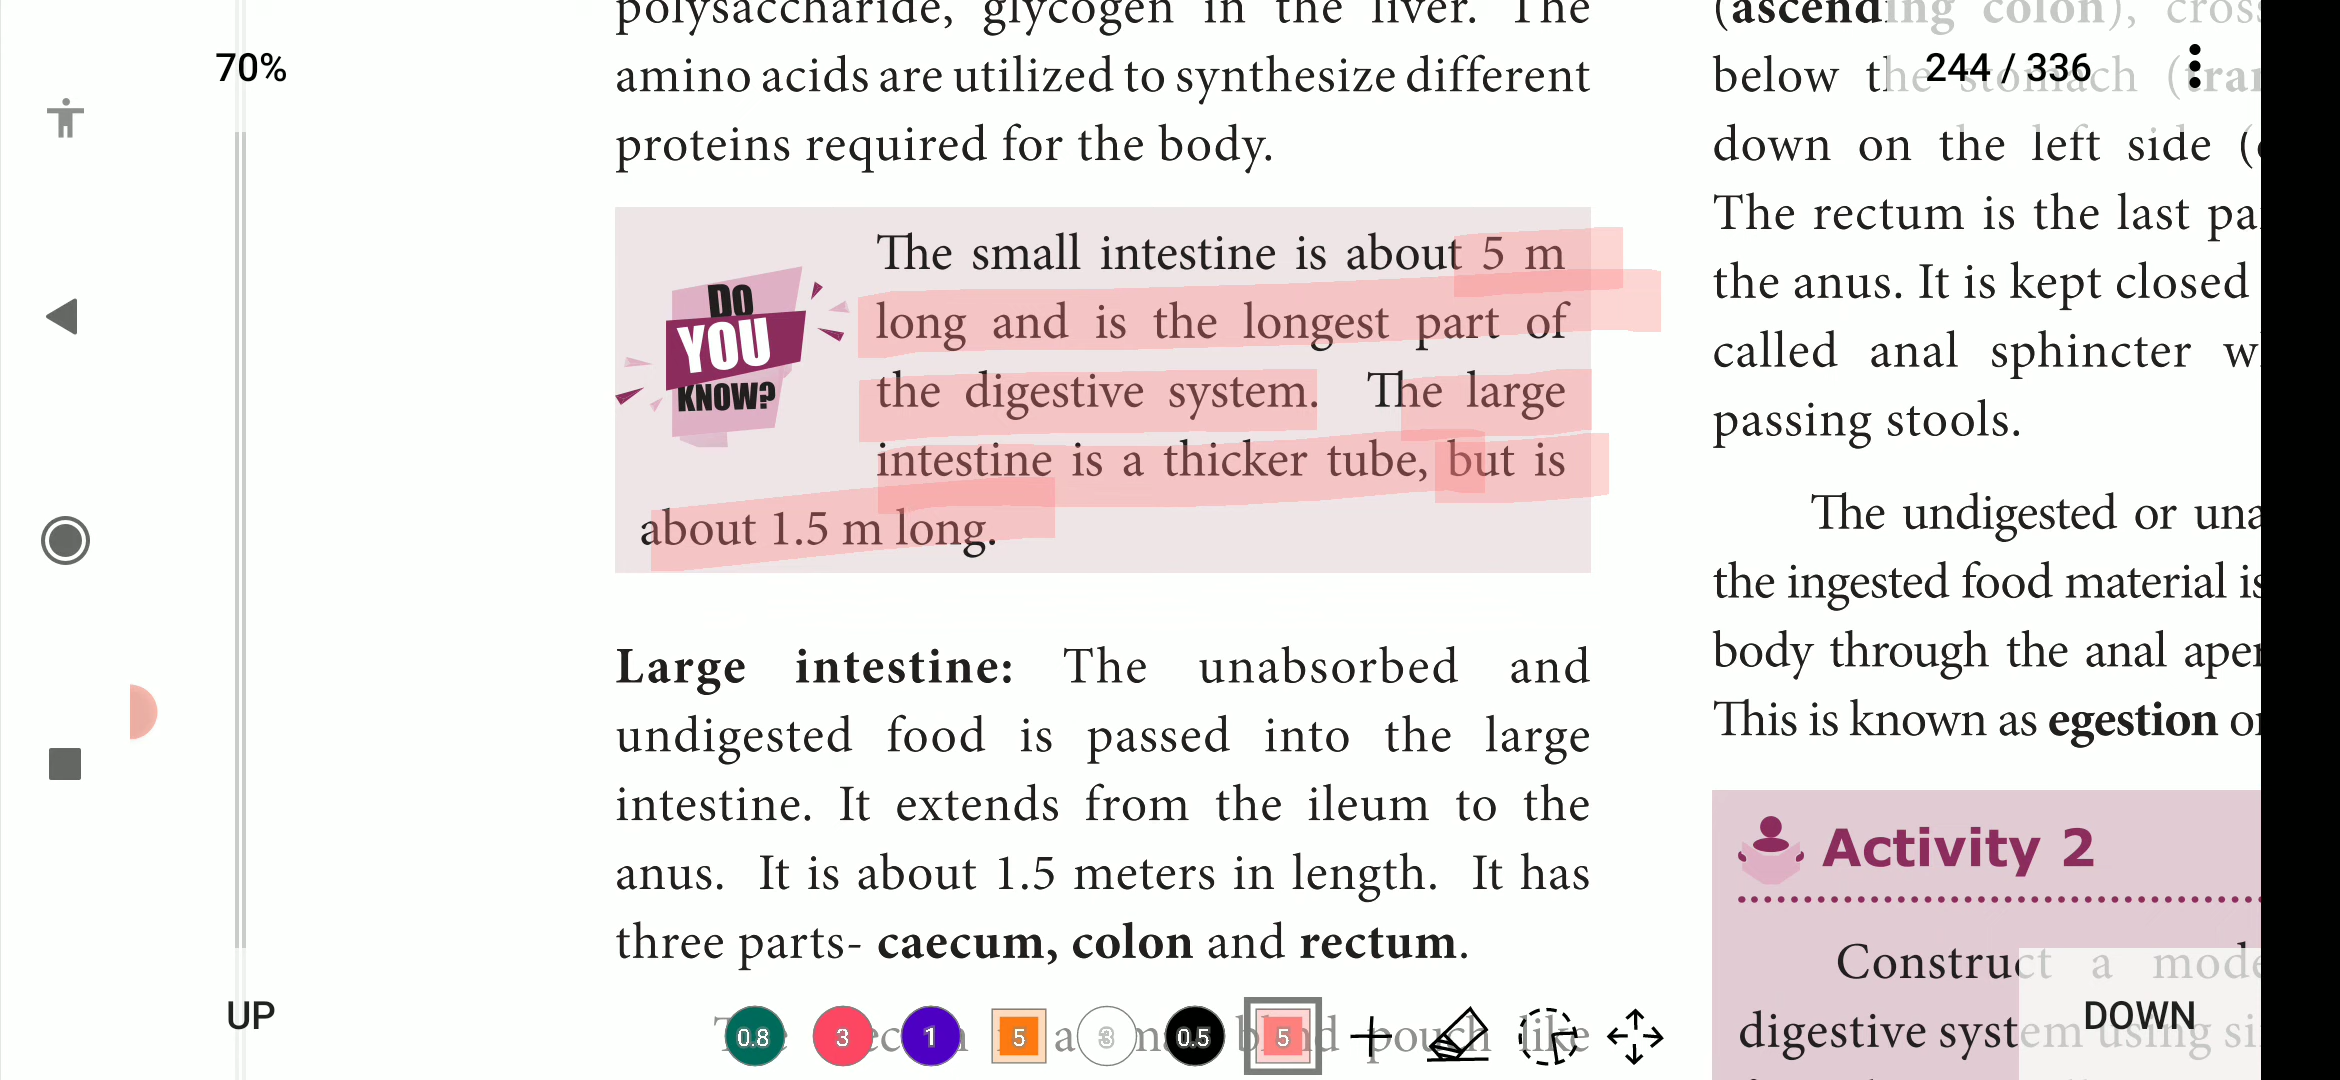 70%
polysaccharide, glycogen in the liver. The
amino acids are utilized to synthesize different
proteins required for the body.
DO
YOU
KNOW?
The small intestine is about 5 m
long and is the longest part of
the digestive system. The large
intestine is a thicker tube, but is
about 1.5 m long.
Large intestine: The unabsorbed and
undigested food is passed into the large
intestine. It extends from the ileum to the
anus. It is about 1.5 meters in length. It has
three parts- caecum, colon and rectum.
pouch like
UP
0.8
3
1
5
3
0.5
5
(ascending colon),
244 / 336
below the stomach
down on the left side
The rectum is the last
the anus. It is kept closed
called anal sphincter
passing stools.
The undigested or
the ingested food material
body through the anal
This is known as egestion
Activity 2
Construct a
digestive system using
DOWN